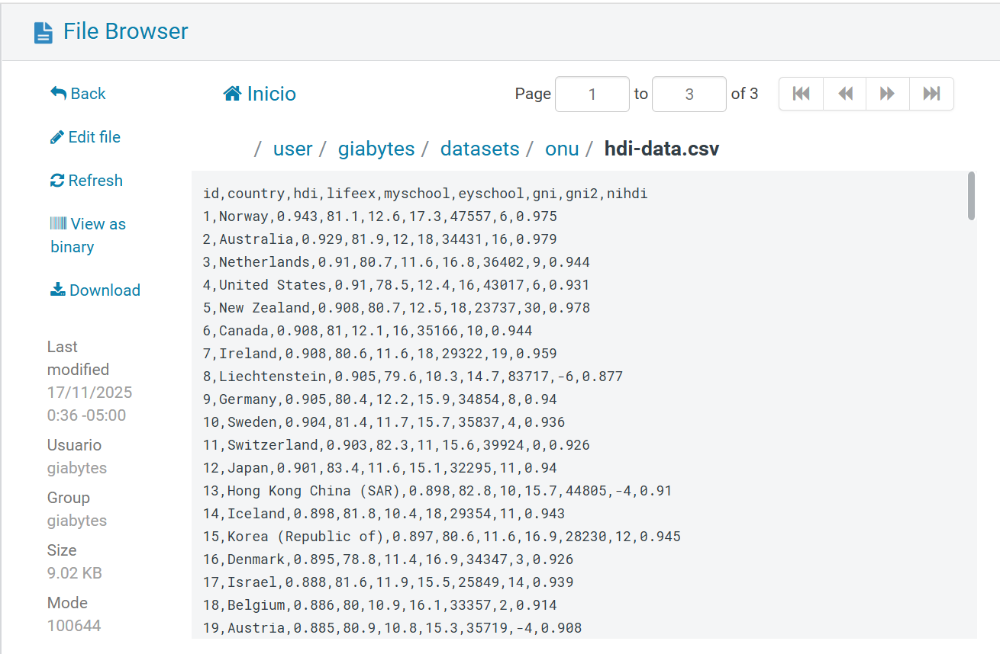 File Browser
Back
Edit file
Refresh
View as
binary
Download
Last
modified
17/11/2025
0:36 -05:00
Usuario
giabytes
Group
giabytes
Size
9.02 KB
Mode
100644
Inicio
Page 1 to 3 of 3
/ user / giabytes / datasets / onu / hdi-data.csv
id,country,hdi,lifeex,myschool,eyschool,gni,gni2,nihdi
1,Norway,0.943,81.1,12.6,17.3,47557,6,0.975
2,Australia,0.929,81.9,12,18,34431,16,0.979
3,Netherlands,0.91,80.7,11.6,16.8,36402,9,0.944
4,United States,0.91,78.5,12.4,16,43017,6,0.931
5,New Zealand,0.908,80.7,12.5,18,23737,30,0.978
6,Canada,0.908,81,12.1,16,35166,10,0.944
7,Ireland,0.908,80.6,11.6,18,29322,19,0.959
8,Liechtenstein,0.905,79.6,10.3,14.7,83717,-6,0.877
9,Germany,0.905,80.4,12.2,15.9,34854,8,0.94
10,Sweden,0.904,81.4,11.7,15.7,35837,4,0.936
11,Switzerland,0.903,82.3,11,15.6,39924,0,0.926
12,Japan,0.901,83.4,11.6,15.1,32295,11,0.94
13,Hong Kong China (SAR),0.898,82.8,10,15.7,44805,-4,0.91
14,Iceland,0.898,81.8,10.4,18,29354,11,0.943
15,Korea (Republic of),0.897,80.6,11.6,16.9,28230,12,0.945
16,Denmark,0.895,78.8,11.4,16.9,34347,3,0.926
17,Israel,0.888,81.6,11.9,15.5,25849,14,0.939
18,Belgium,0.886,80,10.9,16.1,33357,2,0.914
19,Austria,0.885,80.9,10.8,15.3,35719,-4,0.908